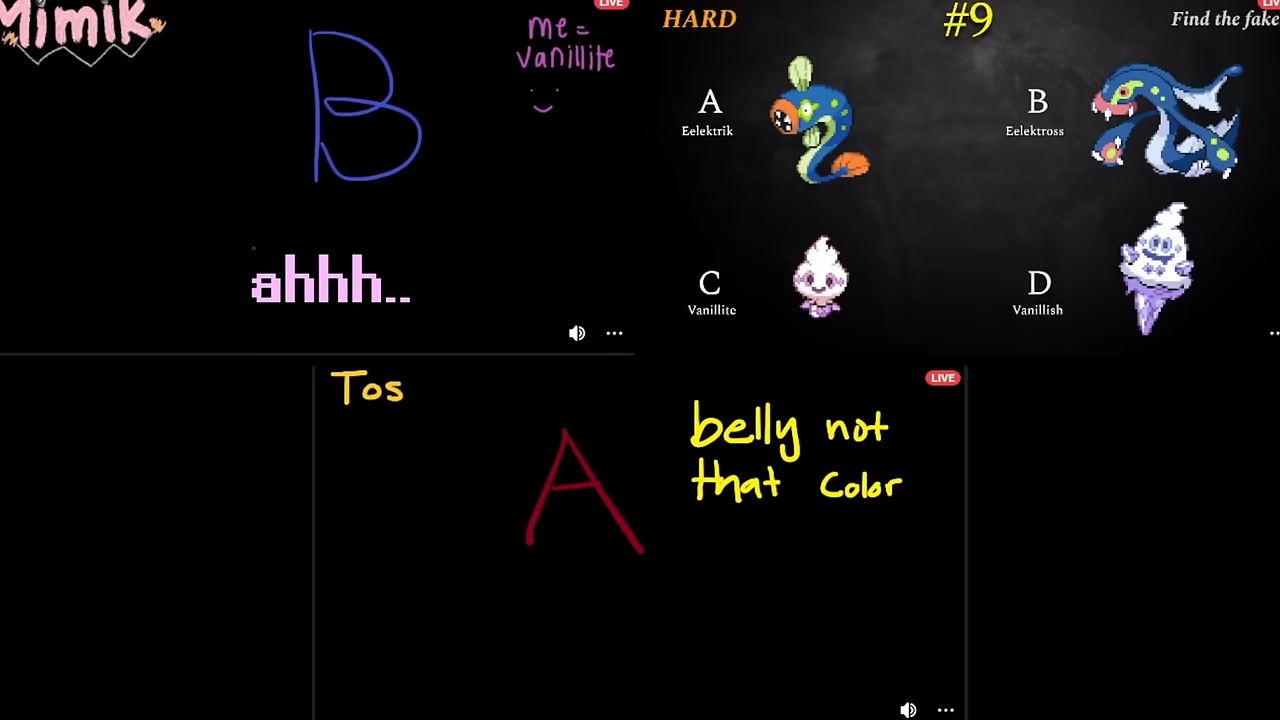 Mimik
LIVE
me =
vanillite
B
ahhh..
HARD
#9
Find the fake
A
Eelektrik
B
Eelektross
C
Vanillite
D
Vanillish
Tos
LIVE
A
belly not
that color